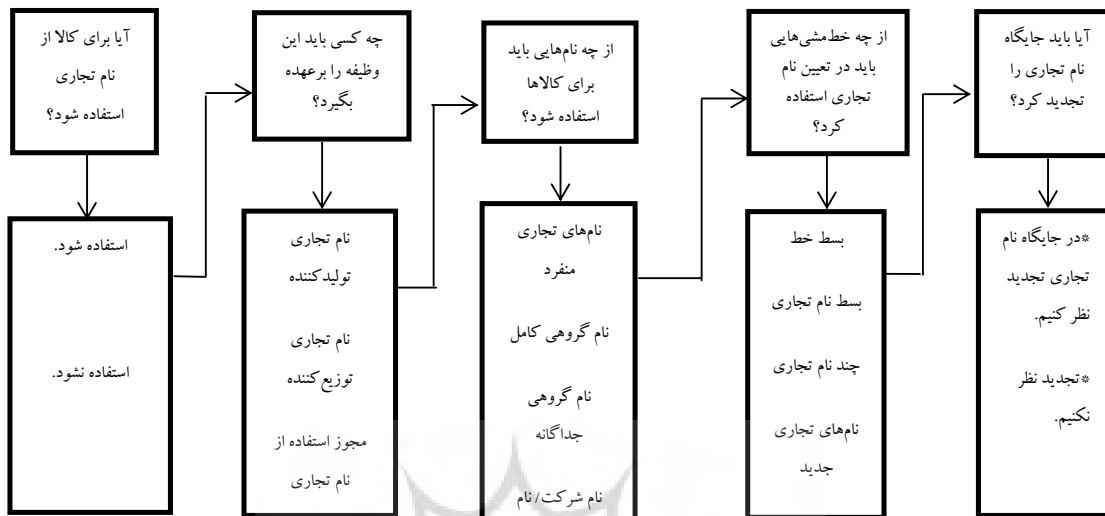 آیا برای کالا از
نام تجاری
استفاده شود؟
استفاده شود.
استفاده نشود.
چه کسی باید این
وظیفه را برعهده
بگیرد؟
نام تجاری
تولیدکننده
نام تجاری
توزیع‌کننده
مجوز استفاده از
نام تجاری
از چه نام‌هایی باید
برای کالاها
استفاده شود؟
نام‌های تجاری
منفرد
نام گروهی کامل
نام گروهی
جداگانه
نام شرکت/ نام
از چه خط‌مشی‌هایی
باید در تعیین نام
تجاری استفاده
کرد؟
بسط خط
بسط نام تجاری
چند نام تجاری
نام‌های تجاری
جدید
آیا باید جایگاه
نام تجاری را
تجدید کرد؟
*در جایگاه نام
تجاری تجدید
نظر کنیم.
*تجدید نظر
نکنیم.